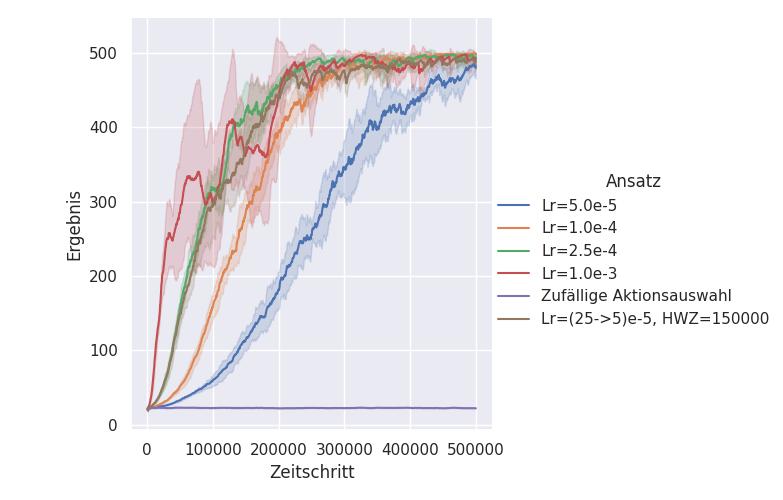 500
400
300
200
100
0
Ergebnis
0 100000 200000 300000 400000 500000
Zeitschritt
Ansatz
Lr=5.0e-5
Lr=1.0e-4
Lr=2.5e-4
Lr=1.0e-3
Zufällige Aktionsauswahl
Lr=(25->5)e-5, HWZ=150000